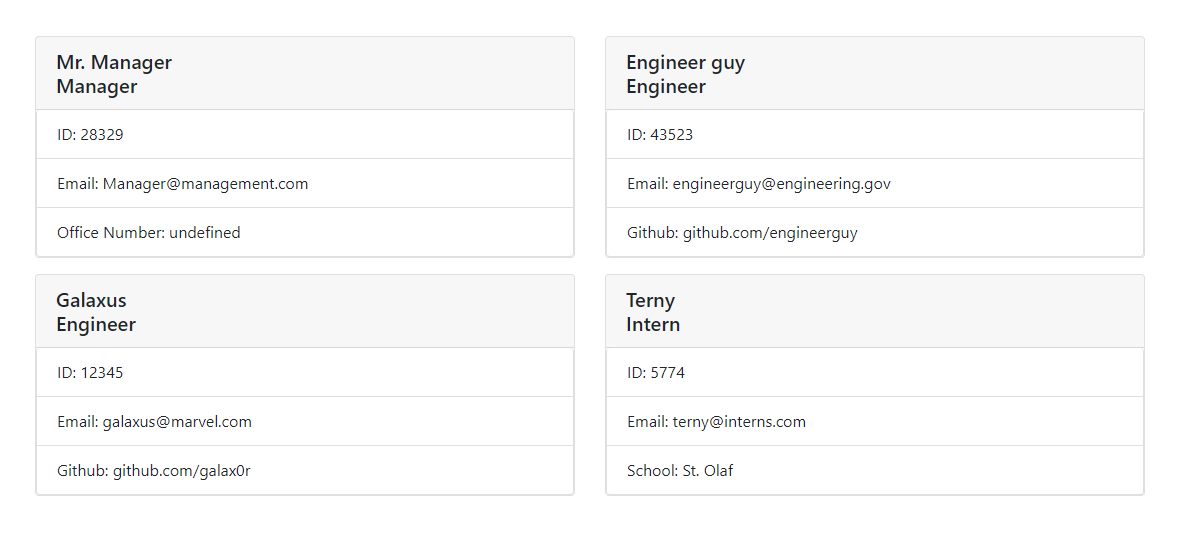 Mr. Manager
Manager
ID: 28329
Email: Manager@management.com
Office Number: undefined
Engineer guy
Engineer
ID: 43523
Email: engineerguy@engineering.gov
Github: github.com/engineerguy
Galaxus
Engineer
ID: 12345
Email: galaxus@marvel.com
Github: github.com/galax0r
Terny
Intern
ID: 5774
Email: terny@interns.com
School: St. Olaf